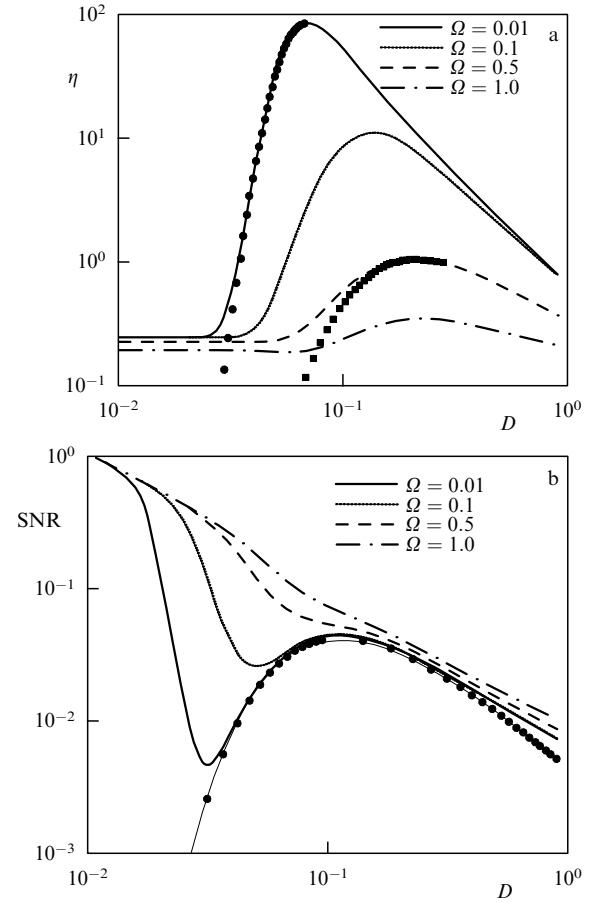 10² a
Ω = 0.01
Ω = 0.1
η Ω = 0.5
Ω = 1.0
10¹
10⁰
10⁻¹
10⁻² 10⁻¹ 10⁰
D
10⁰ b
Ω = 0.01
SNR Ω = 0.1
Ω = 0.5
Ω = 1.0
10⁻¹
10⁻²
10⁻³
10⁻² 10⁻¹ D 10⁰